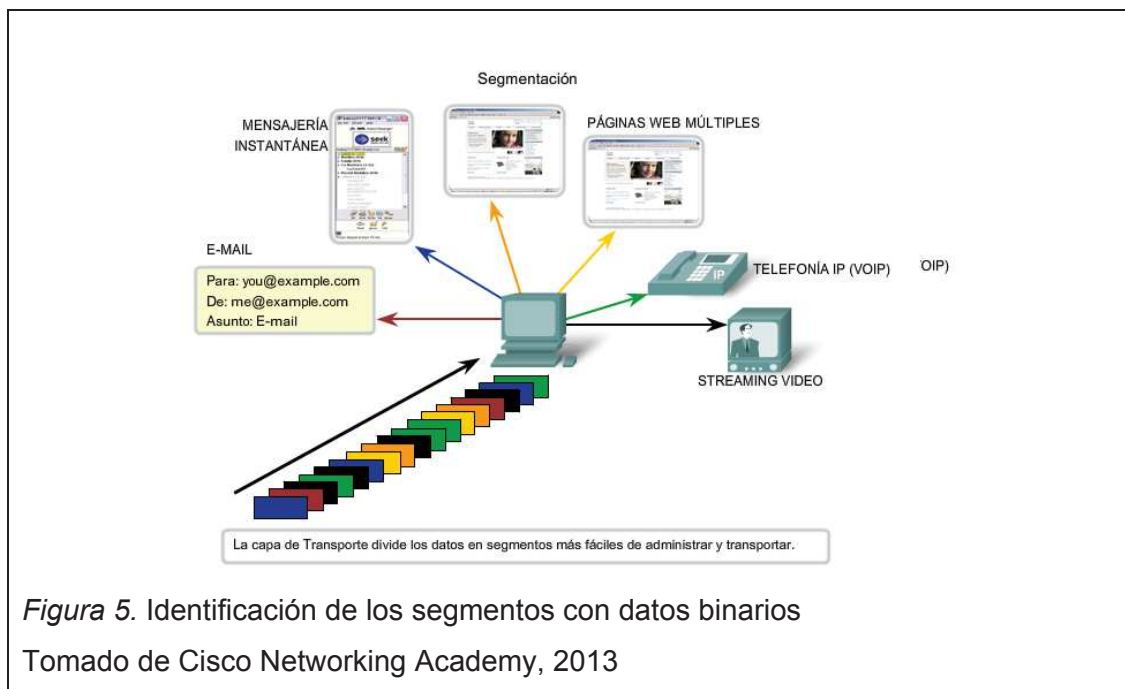 Segmentación
MENSAJERÍA
INSTANTÁNEA
seek
PÁGINAS WEB MÚLTIPLES
E-MAIL
Para: you@example.com
De: me@example.com
Asunto: E-mail
IP
TELEFONÍA IP (VOIP)
OIP)
STREAMING VIDEO
La capa de Transporte divide los datos en segmentos más fáciles de administrar y transportar.
Figura 5. Identificación de los segmentos con datos binarios
Tomado de Cisco Networking Academy, 2013